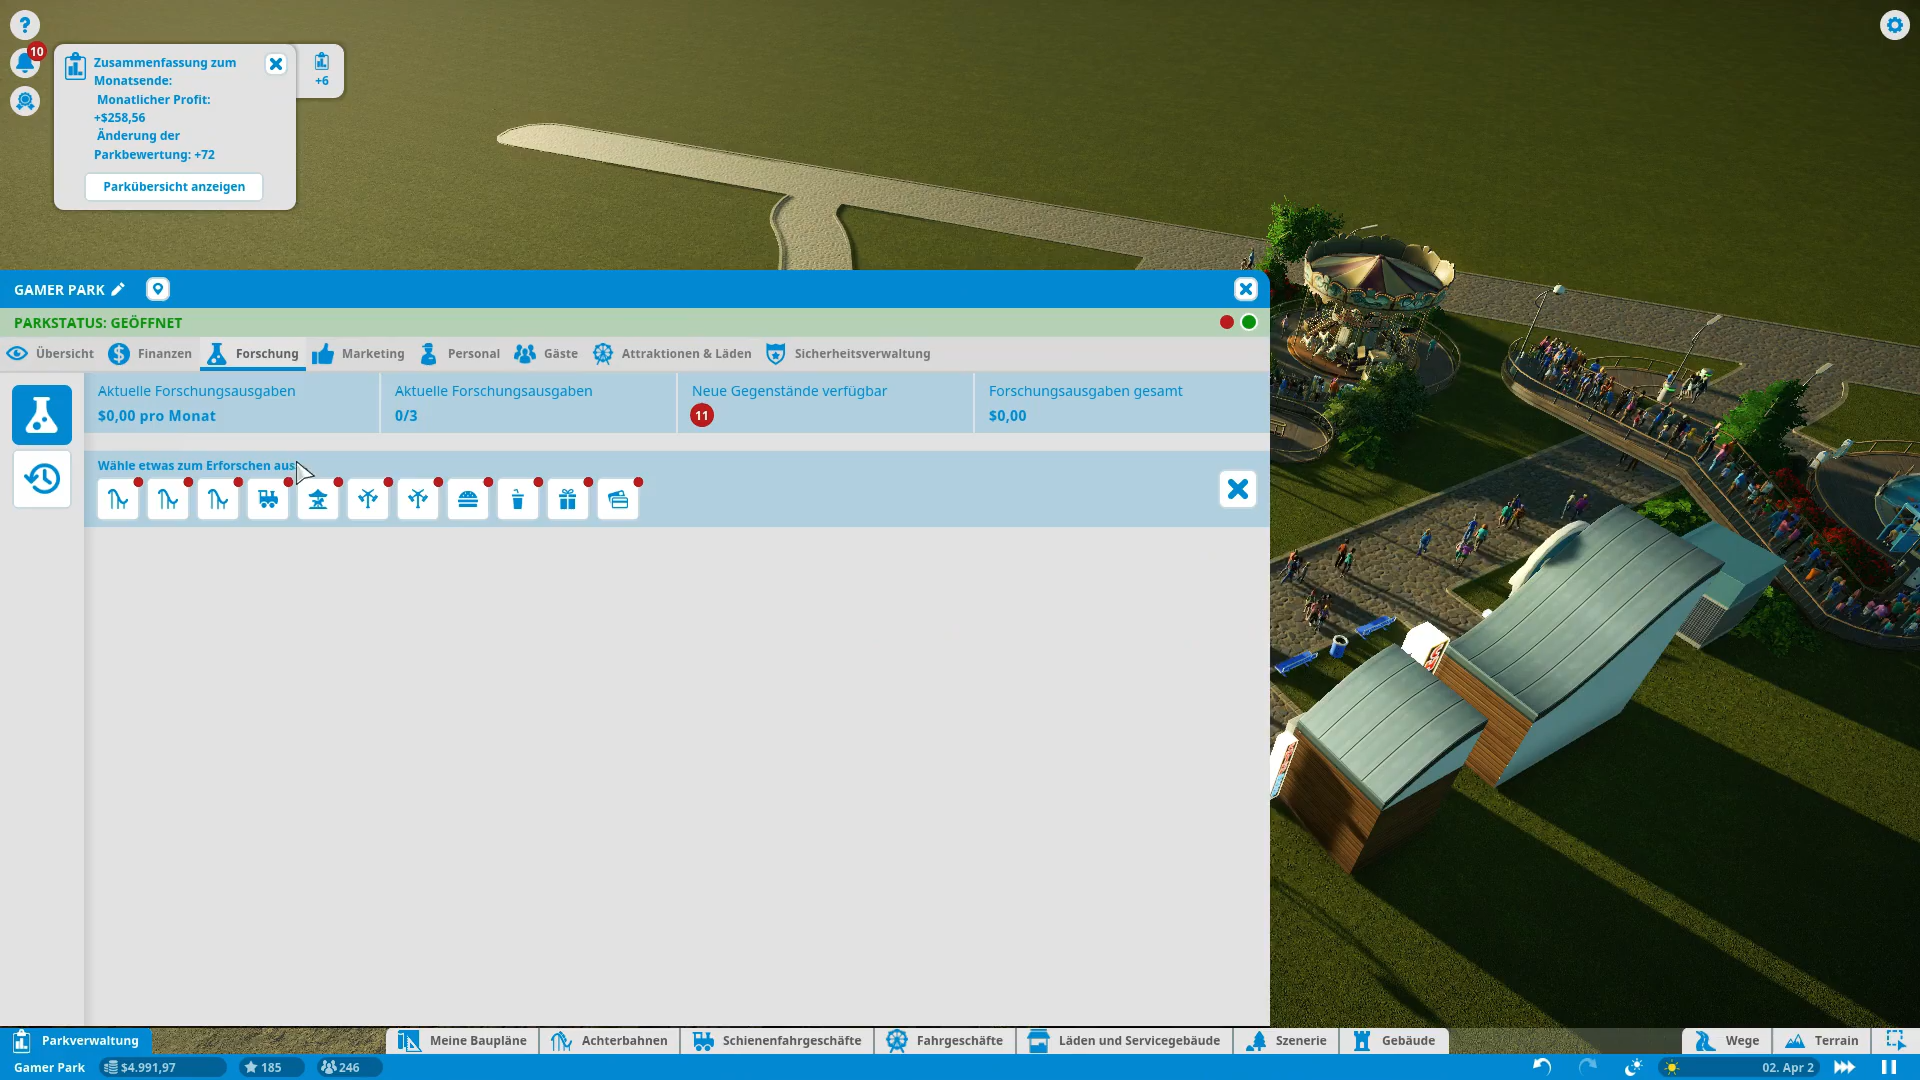 ?
10
Zusammenfassung zum
Monatsende:
Monatlicher Profit:
+$258,56
Änderung der
Parkbewertung: +72
Parkübersicht anzeigen
+6
GAMER PARK
PARKSTATUS: GEÖFFNET
Übersicht
Finanzen
Forschung
Marketing
Personal
Gäste
Attraktionen & Läden
Sicherheitsverwaltung
Aktuelle Forschungsausgaben
$0,00 pro Monat
Aktuelle Forschungsausgaben
0/3
Neue Gegenstände verfügbar
11
Forschungsausgaben gesamt
$0,00
Wähle etwas zum Erforschen aus
Parkverwaltung
Meine Baupläne
Achterbahnen
Schienenfahrgeschäfte
Fahrgeschäfte
Läden und Servicegebäude
Szenerie
Gebäude
Wege
Terrain
Gamer Park
$4.991,97
185
246
02. Apr 2